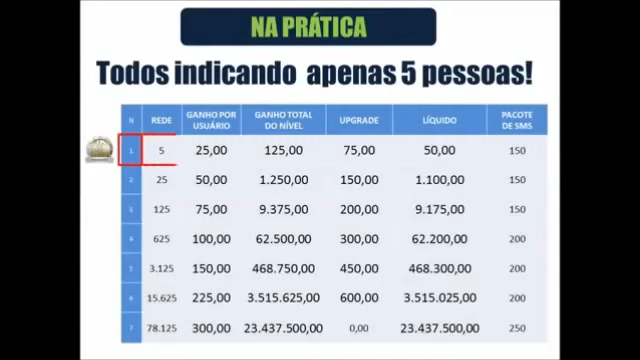 NA PRÁTICA
Todos indicando apenas 5 pessoas!
N REDE GANHO POR USUÁRIO GANHO TOTAL DO NÍVEL UPGRADE LÍQUIDO PACOTE DE SMS
1 5 25,00 125,00 75,00 50,00 150
2 25 50,00 1.250,00 150,00 1.100,00 150
3 125 75,00 9.375,00 200,00 9.175,00 150
4 625 100,00 62.500,00 300,00 62.200,00 200
5 3.125 150,00 468.750,00 450,00 468.300,00 200
6 15.625 225,00 3.515.625,00 600,00 3.515.025,00 200
7 78.125 300,00 23.437.500,00 0,00 23.437.500,00 250